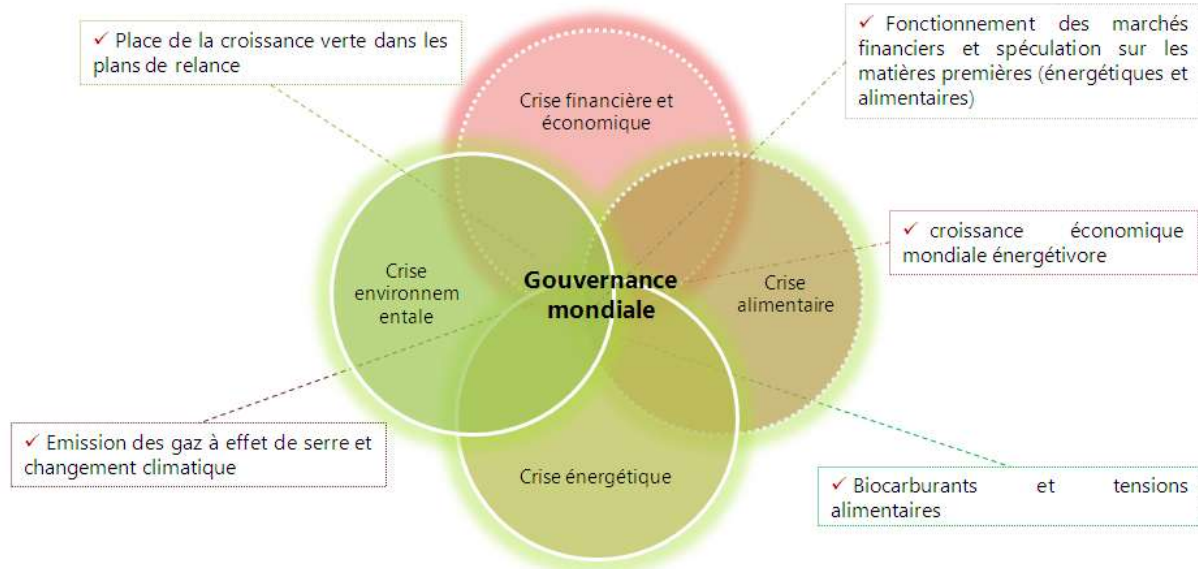 ✓ Place de la croissance verte dans les
plans de relance
✓ Fonctionnement des marchés
financiers et spéculation sur les
matières premières (énergétiques et
alimentaires)
Crise financière et
économique
✓ croissance économique
mondiale énergétivore
Crise
environnem
entale
Gouvernance
mondiale
Crise
alimentaire
✓ Emission des gaz à effet de serre et
changement climatique
Crise énergétique
✓ Biocarburants et tensions
alimentaires